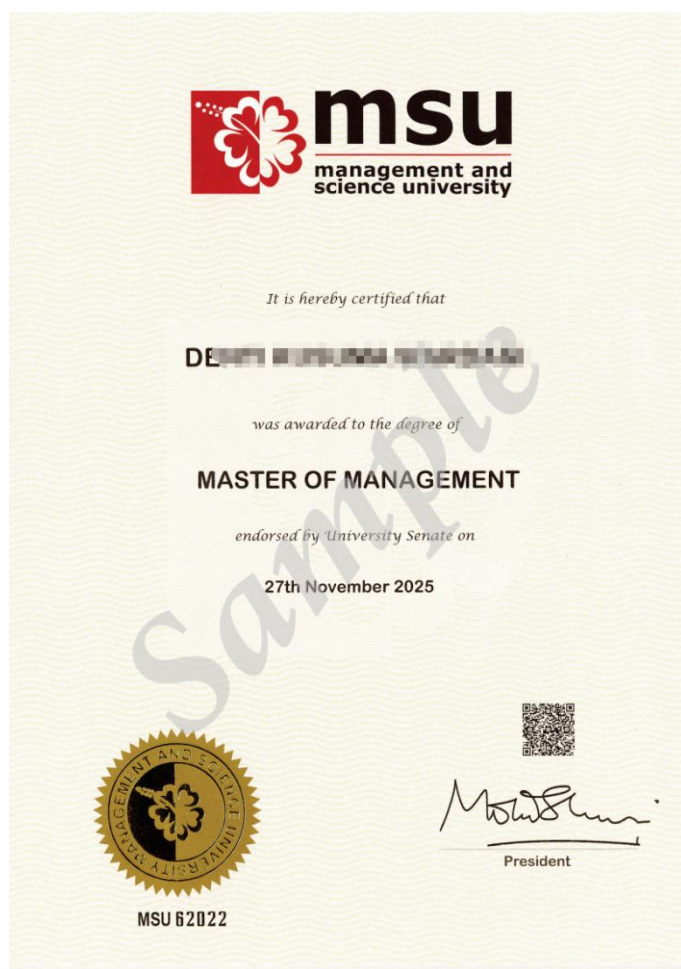 msu
management and
science university
It is hereby certified that
was awarded to the degree of
MASTER OF MANAGEMENT
endorsed by University Senate on
27th November 2025
Sample
MANAGEMENT AND SCIENCE UNIVERSITY
President
MSU 62022